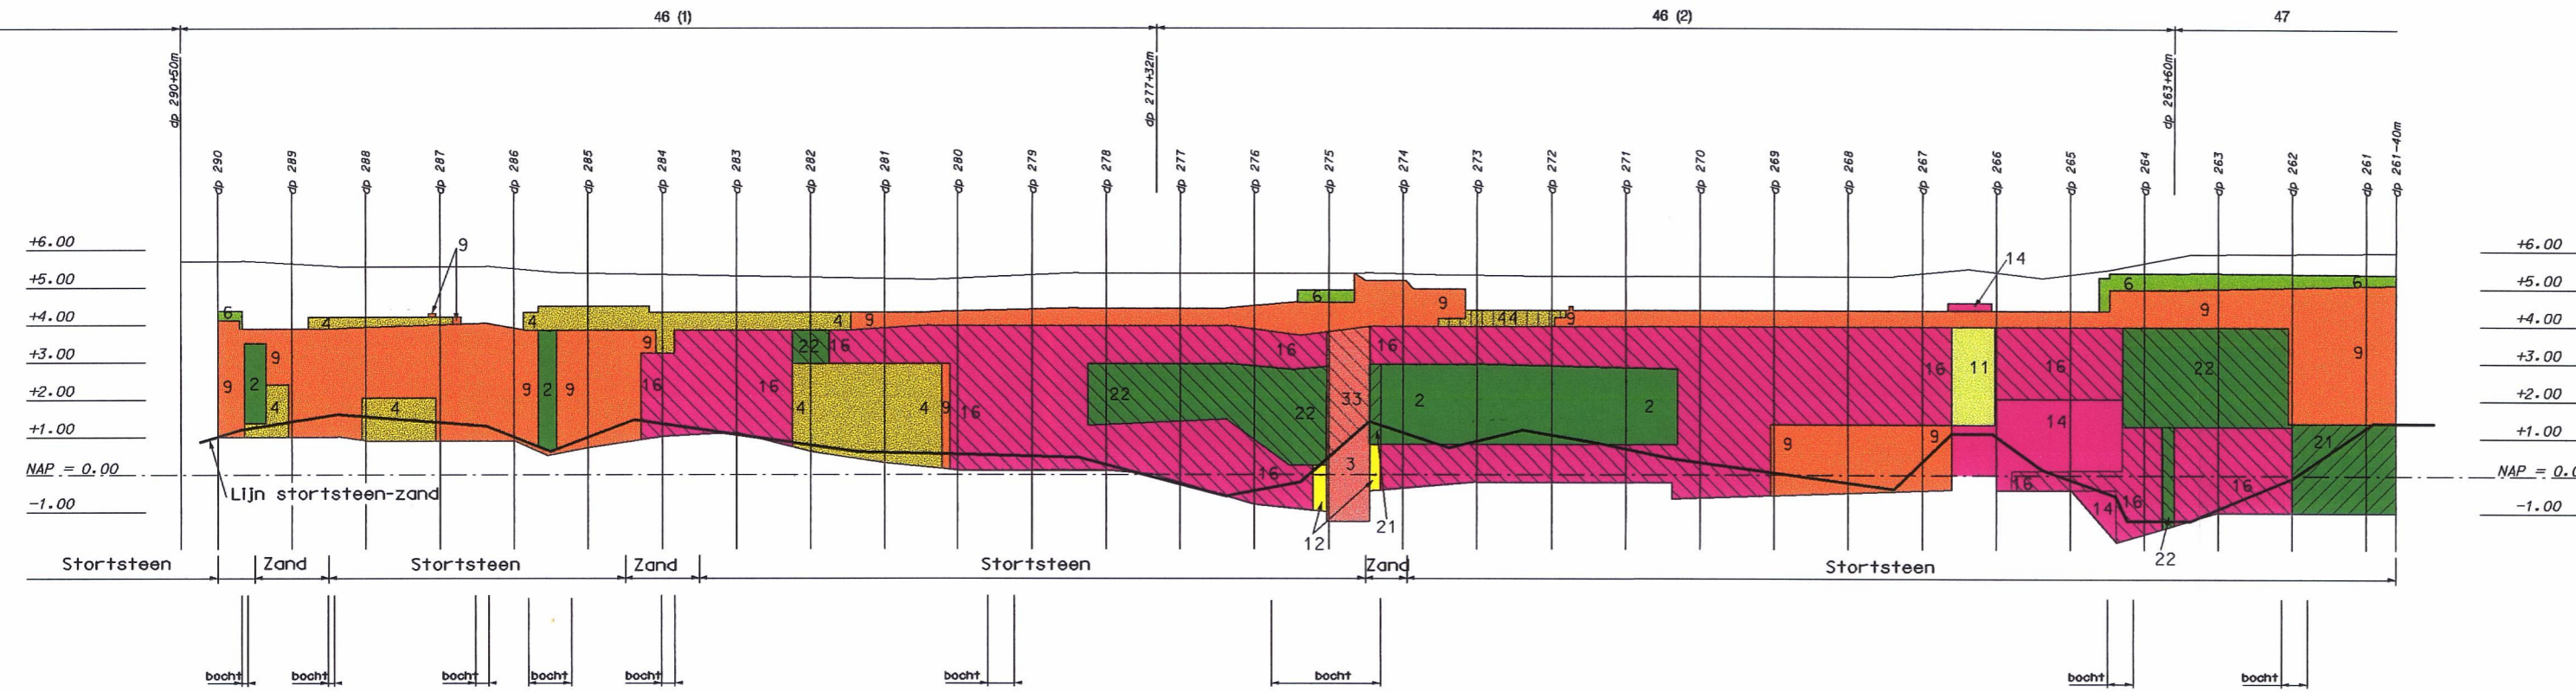 46 (1)
46 (2)
47
dp 290+50m
dp 277+32m
dp 263+60m
dp 290
dp 289
dp 288
dp 287
dp 286
dp 285
dp 284
dp 283
dp 282
dp 281
dp 280
dp 279
dp 278
dp 277
dp 276
dp 275
dp 274
dp 273
dp 272
dp 271
dp 270
dp 269
dp 268
dp 267
dp 266
dp 265
dp 264
dp 263
dp 262
dp 261
dp 261-40m
+6.00
9
14
+6.00
+5.00
6
6
6
+5.00
6
4
4
4
9
9
44
9
9
+4.00
+4.00
+3.00
9
9
22
16
16
16
16
11
16
22
9
+3.00
+2.00
9
2
4
4
9
2
9
16
16
4
4
9
16
22
22
33
2
2
14
+2.00
+1.00
9
9
21
+1.00
NAP = 0.00
16
3
16
16
16
NAP = 0.0
Lijn stortsteen-zand
-1.00
12
21
14
22
-1.00
Stortsteen
Zand
Stortsteen
Zand
Stortsteen
Zand
Stortsteen
bocht
bocht
bocht
bocht
bocht
bocht
bocht
bocht
bocht